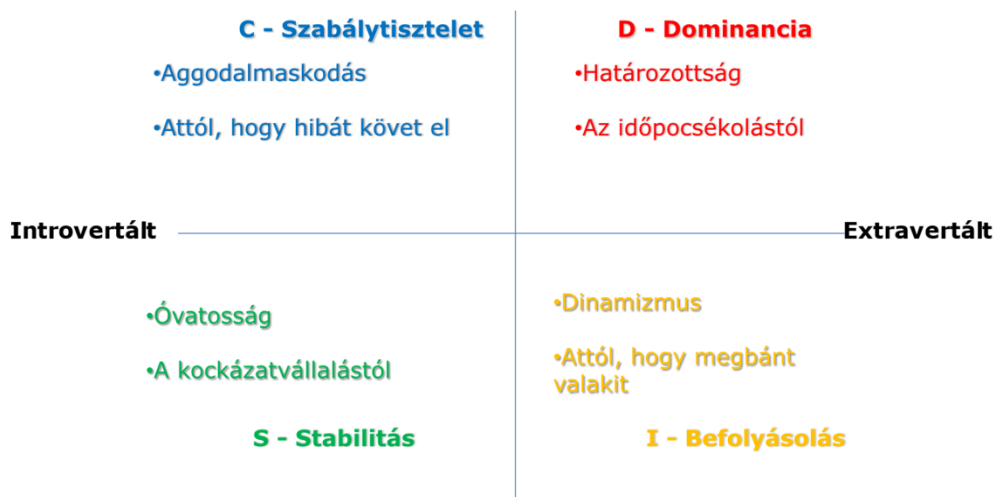 C - Szabálytisztelet
•Aggodalmaskodás
•Attól, hogy hibát követ el
D - Dominancia
•Határozottság
•Az időpocsékolástól
Introvertált
Extravertált
•Óvatosság
•A kockázatvállalástól
S - Stabilitás
•Dinamizmus
•Attól, hogy megbánt
valakit
I - Befolyásolás